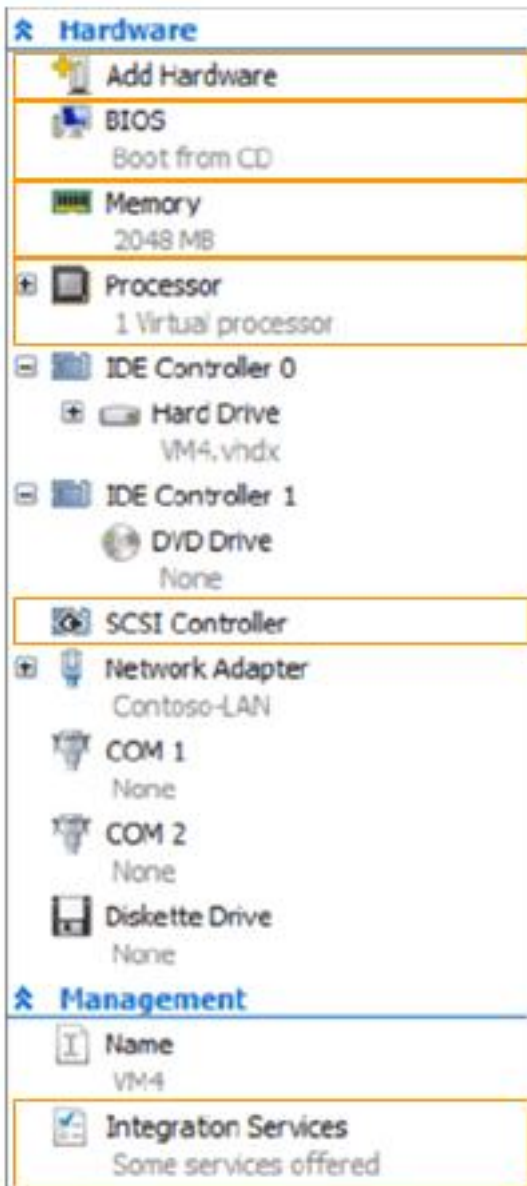 Hardware
Add Hardware
BIOS
Boot from CD
Memory
2048 MB
Processor
1 Virtual processor
IDE Controller 0
Hard Drive
VM4.vhdx
IDE Controller 1
DVD Drive
None
SCSI Controller
Network Adapter
Contoso-LAN
COM 1
None
COM 2
None
Diskette Drive
None
Management
Name
VM4
Integration Services
Some services offered